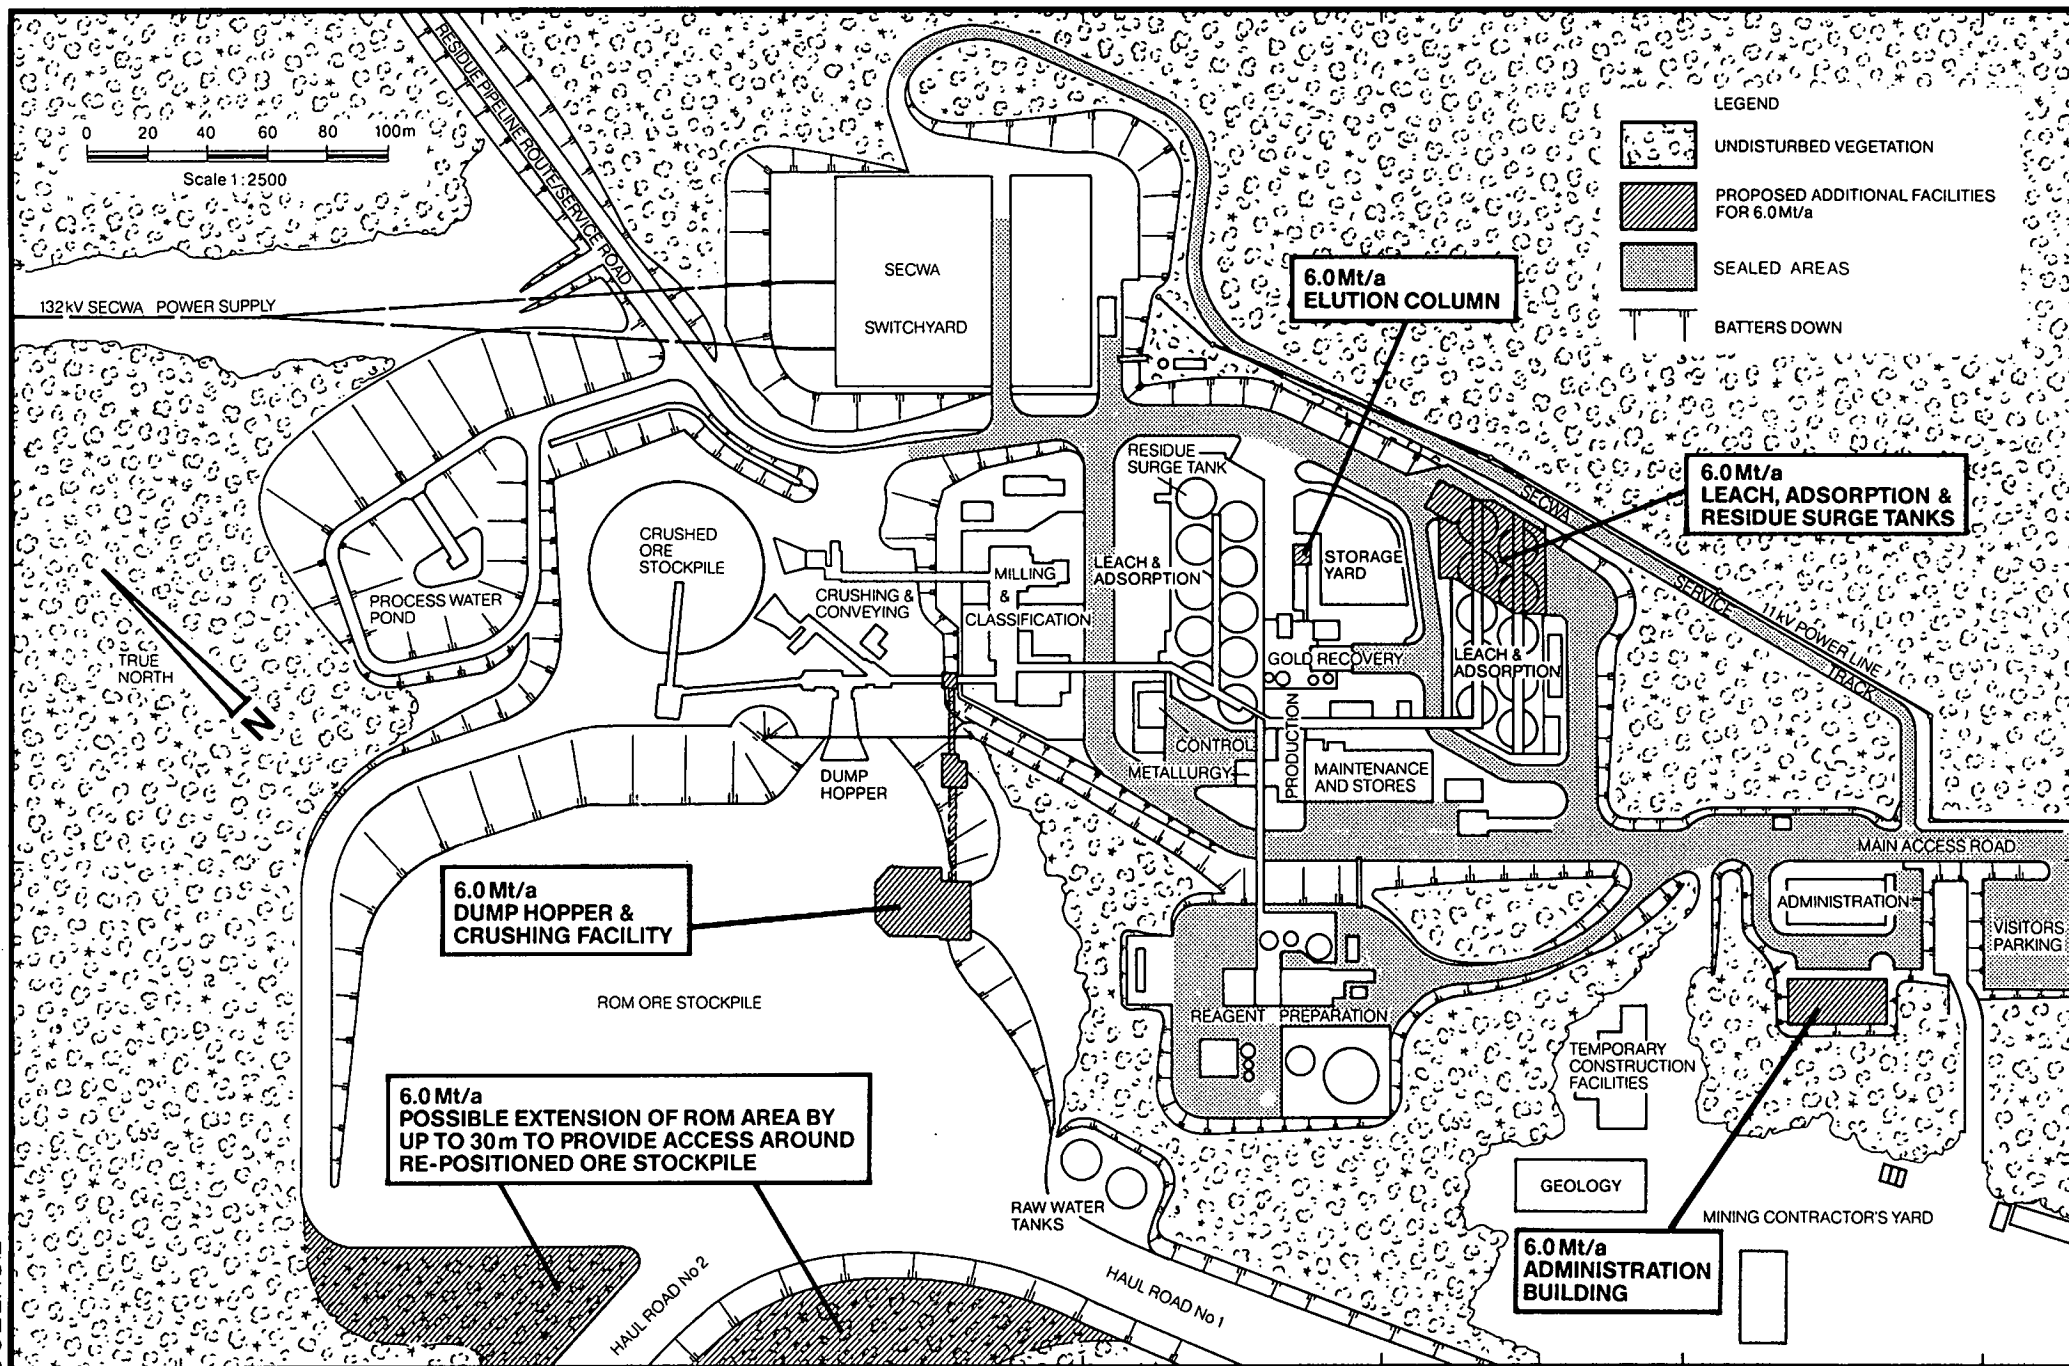 RESIDUE PIPELINE ROUTE/SERVICE ROAD
0 20 40 60 80 100m
Scale 1:2500
LEGEND
UNDISTURBED VEGETATION
PROPOSED ADDITIONAL FACILITIES
FOR 6.0Mt/a
SEALED AREAS
BATTERS DOWN
132kV SECWA POWER SUPPLY
SECWA
SWITCHYARD
6.0Mt/a
ELUTION COLUMN
6.0Mt/a
LEACH, ADSORPTION &
RESIDUE SURGE TANKS
RESIDUE
SURGE TANK
CRUSHED
ORE
STOCKPILE
PROCESS WATER
POND
TRUE
NORTH
N
CRUSHING &
CONVEYING
MILLING
&
CLASSIFICATION
LEACH &
ADSORPTION
STORAGE
YARD
GOLD RECOVERY
LEACH &
ADSORPTION
SECWA
SERVICE
TRACK
11kV POWER LINE
DUMP
HOPPER
CONTROL
METALLURGY
PRODUCTION
MAINTENANCE
AND STORES
MAIN ACCESS ROAD
ADMINISTRATION
VISITORS
PARKING
6.0Mt/a
DUMP HOPPER &
CRUSHING FACILITY
ROM ORE STOCKPILE
REAGENT PREPARATION
TEMPORARY
CONSTRUCTION
FACILITIES
6.0Mt/a
POSSIBLE EXTENSION OF ROM AREA BY
UP TO 30m TO PROVIDE ACCESS AROUND
RE-POSITIONED ORE STOCKPILE
RAW WATER
TANKS
GEOLOGY
MINING CONTRACTOR'S YARD
6.0Mt/a
ADMINISTRATION
BUILDING
HAUL ROAD No 2
HAUL ROAD No 1